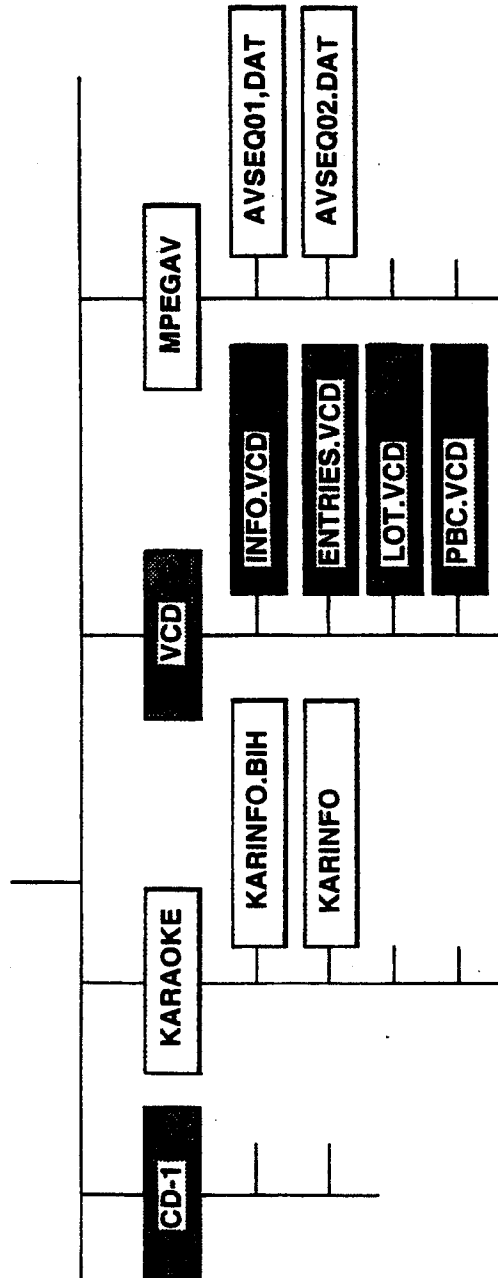 CD-1
KARAOKE
KARINFO.BIH
KARINFO
VCD
INFO.VCD
ENTRIES.VCD
LOT.VCD
PBC.VCD
MPEGAV
AVSEQ01,DAT
AVSEQ02.DAT